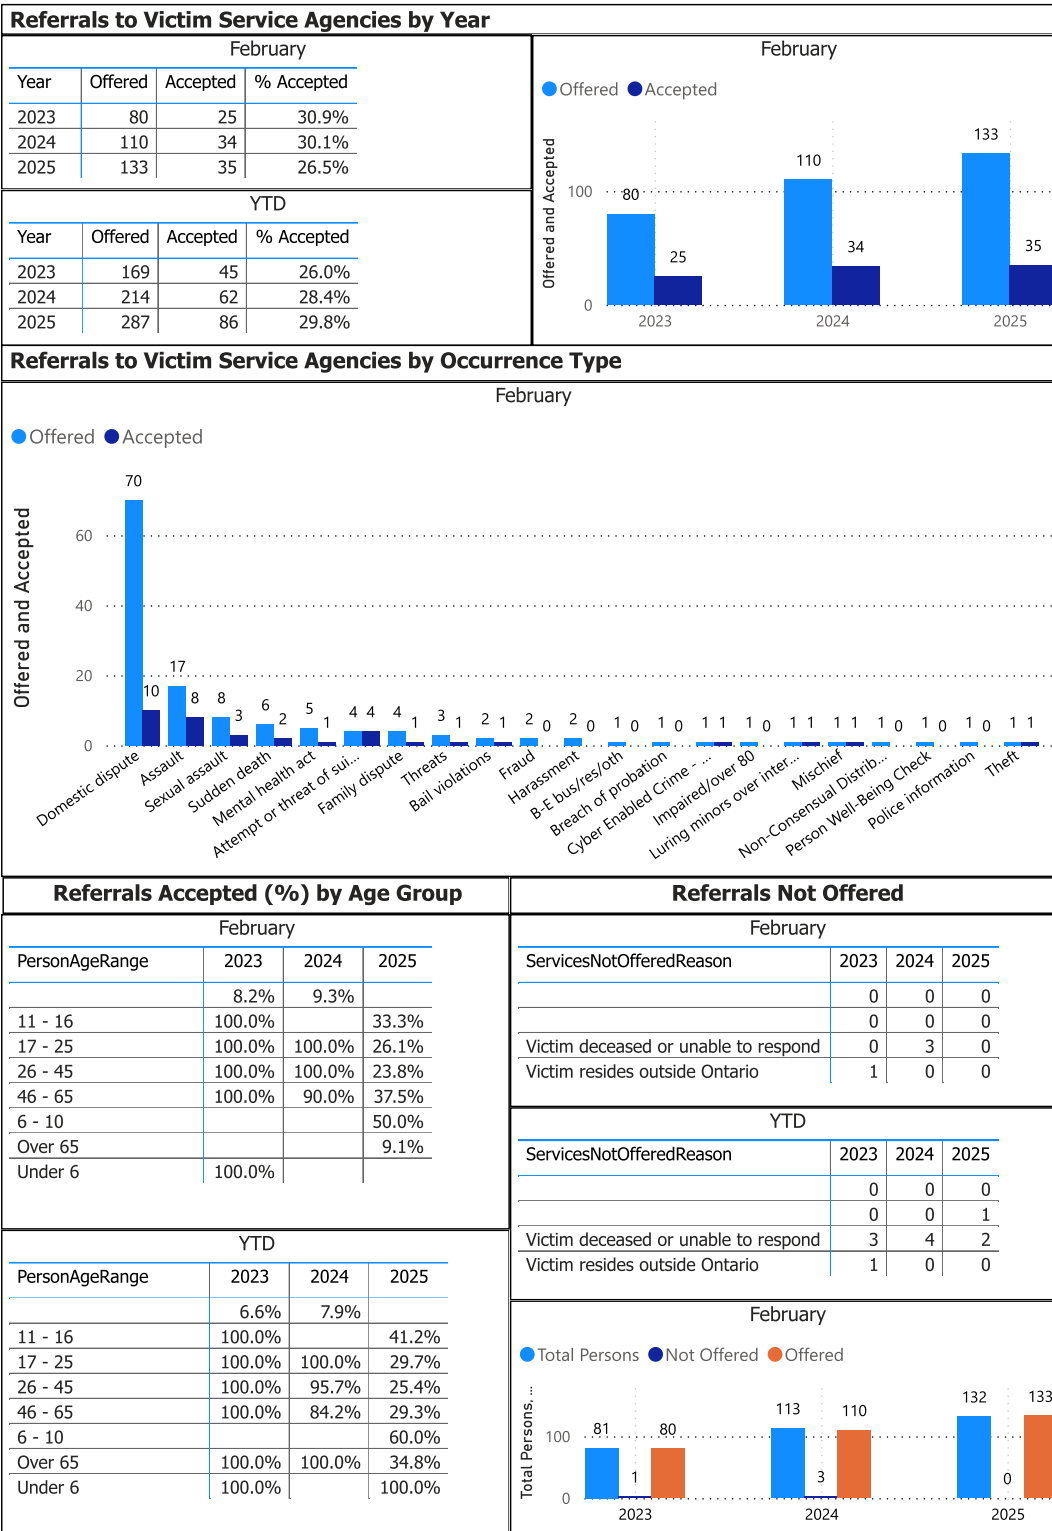 Referrals to Victim Service Agencies by Year
February
Year Offered Accepted % Accepted
2023 80 25 30.9%
2024 110 34 30.1%
2025 133 35 26.5%
YTD
Year Offered Accepted % Accepted
2023 169 45 26.0%
2024 214 62 28.4%
2025 287 86 29.8%
February
Offered Accepted
Offered and Accepted
133
110
100
80
25
34
35
0
2023 2024 2025
Referrals to Victim Service Agencies by Occurrence Type
February
Offered Accepted
Offered and Accepted
60
40
20
0
70 10 17 8 8 3 6 2 5 1 4 4 4 1 3 1 2 1 2 0 2 0 1 0 1 0 1 1 1 0 1 1 1 1 1 0 1 0 1 0 1 1
Domestic dispute
Assault
Sexual assault
Sudden death
Mental health act
Attempt or threat of sui...
Family dispute
Threats
Bail violations
Fraud
Harassment
B-E bus/res/oth
Breach of probation
Cyber Enabled Crime - ...
Impaired/over 80
Luring minors over inter...
Mischief
Non-Consensual Distrib...
Person Well-Being Check
Police information
Theft
Referrals Accepted (%) by Age Group
February
PersonAgeRange 2023 2024 2025
8.2% 9.3%
11 - 16 100.0% 33.3%
17 - 25 100.0% 100.0% 26.1%
26 - 45 100.0% 100.0% 23.8%
46 - 65 100.0% 90.0% 37.5%
6 - 10 50.0%
Over 65 9.1%
Under 6 100.0%
YTD
PersonAgeRange 2023 2024 2025
6.6% 7.9%
11 - 16 100.0% 41.2%
17 - 25 100.0% 100.0% 29.7%
26 - 45 100.0% 95.7% 25.4%
46 - 65 100.0% 84.2% 29.3%
6 - 10 60.0%
Over 65 100.0% 100.0% 34.8%
Under 6 100.0% 100.0%
Referrals Not Offered
February
ServicesNotOfferedReason 2023 2024 2025
0 0 0
0 0 0
Victim deceased or unable to respond 0 3 0
Victim resides outside Ontario 1 0 0
YTD
ServicesNotOfferedReason 2023 2024 2025
0 0 0
0 0 1
Victim deceased or unable to respond 3 4 2
Victim resides outside Ontario 1 0 0
February
Total Persons Not Offered Offered
Total Persons, ...
100
0
81 1 80 113 3 110 132 0 133
2023 2024 2025